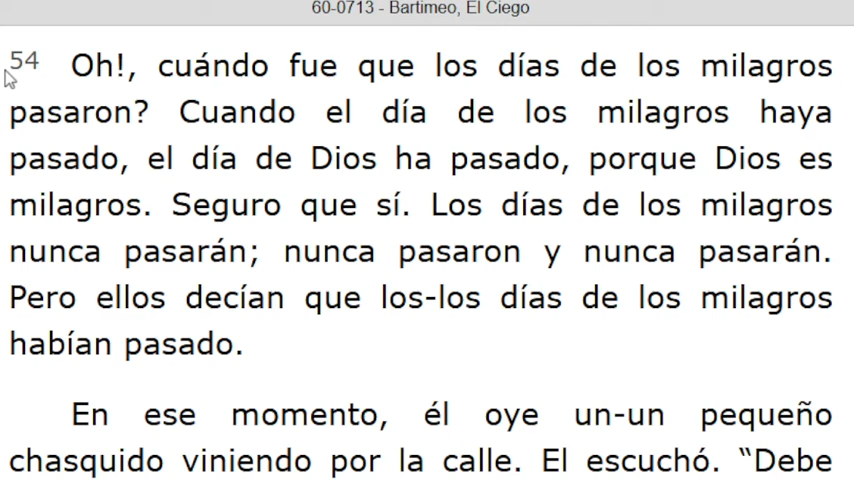 60-0713 - Bartimeo, El Ciego
54 Oh!, cuándo fue que los días de los milagros
pasaron? Cuando el día de los milagros haya
pasado, el día de Dios ha pasado, porque Dios es
milagros. Seguro que sí. Los días de los milagros
nunca pasarán; nunca pasaron y nunca pasarán.
Pero ellos decían que los-los días de los milagros
habían pasado.
En ese momento, él oye un-un pequeño
chasquido viniendo por la calle. El escuchó. “Debe